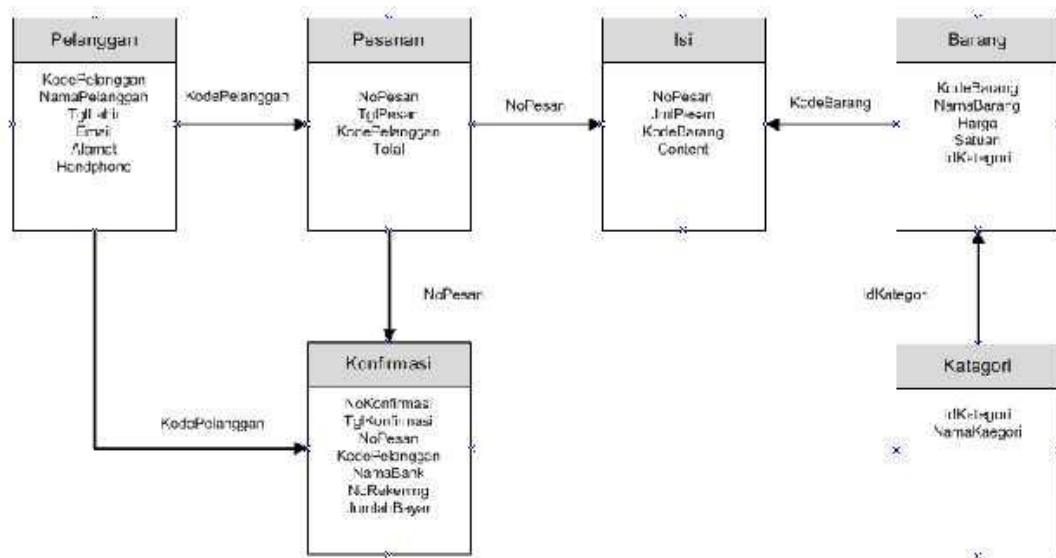 Pelanggan
KodePelanggan
NamaPelanggan
TglLahir
Email
Alamat
Handphone
KodePelanggan
Pesanan
NoPesan
TglPesan
KodePelanggan
Total
NoPesan
Isi
NoPesan
JmlPesan
KodeBarang
Content
KodeBarang
Barang
KodeBarang
NamaBarang
Harga
Satuan
IdKategori
NoPesan
IdKategori
KodePelanggan
Konfirmasi
NoKonfirmasi
TglKonfirmasi
NoPesan
KodePelanggan
NamaBank
NoRekening
JumlahBayar
Kategori
IdKategori
NamaKaegori